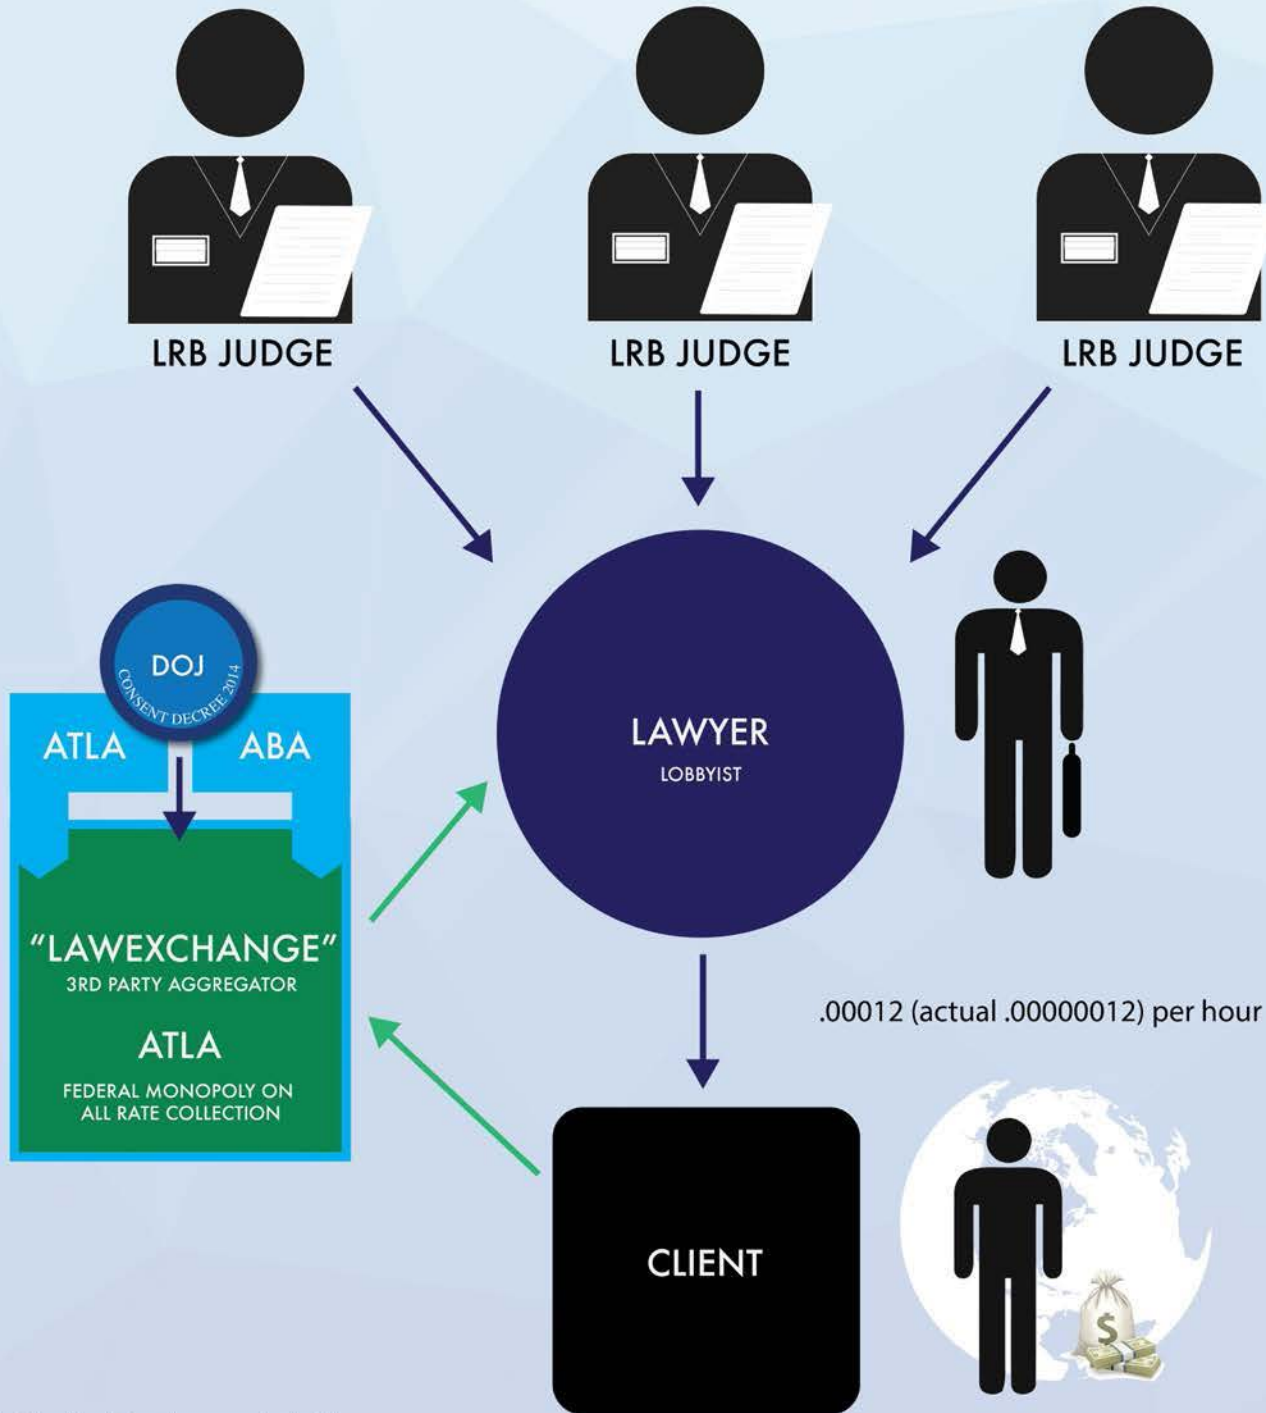 LRB JUDGE
LRB JUDGE
LRB JUDGE
DOJ
CONSENT DECREE 2014
ATLA
ABA
LAWYER
LOBBYIST
"LAWEXCHANGE"
3RD PARTY AGGREGATOR
ATLA
FEDERAL MONOPOLY ON
ALL RATE COLLECTION
.00012 (actual .00000012) per hour
CLIENT
$